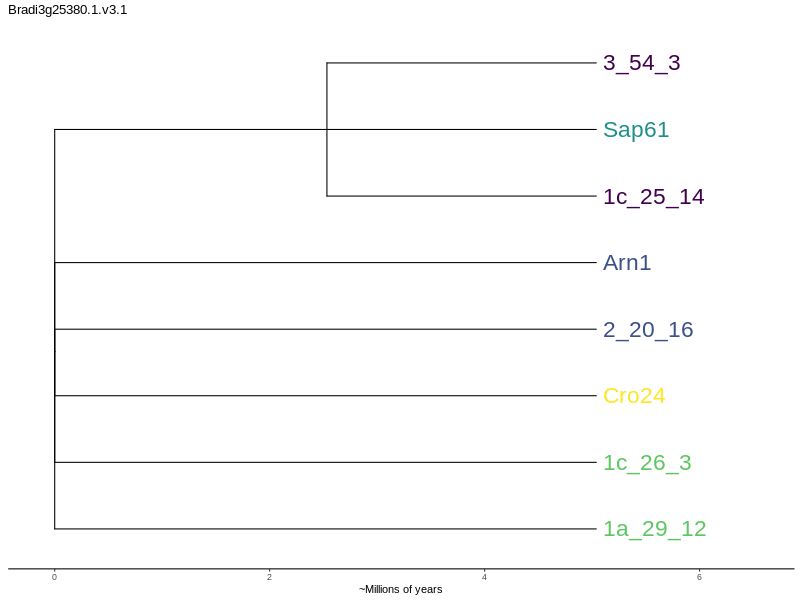 Bradi3g25380.1.v3.1
3_54_3
Sap61
1c_25_14
Arn1
2_20_16
Cro24
1c_26_3
1a_29_12
0 2 4 6
~Millions of years